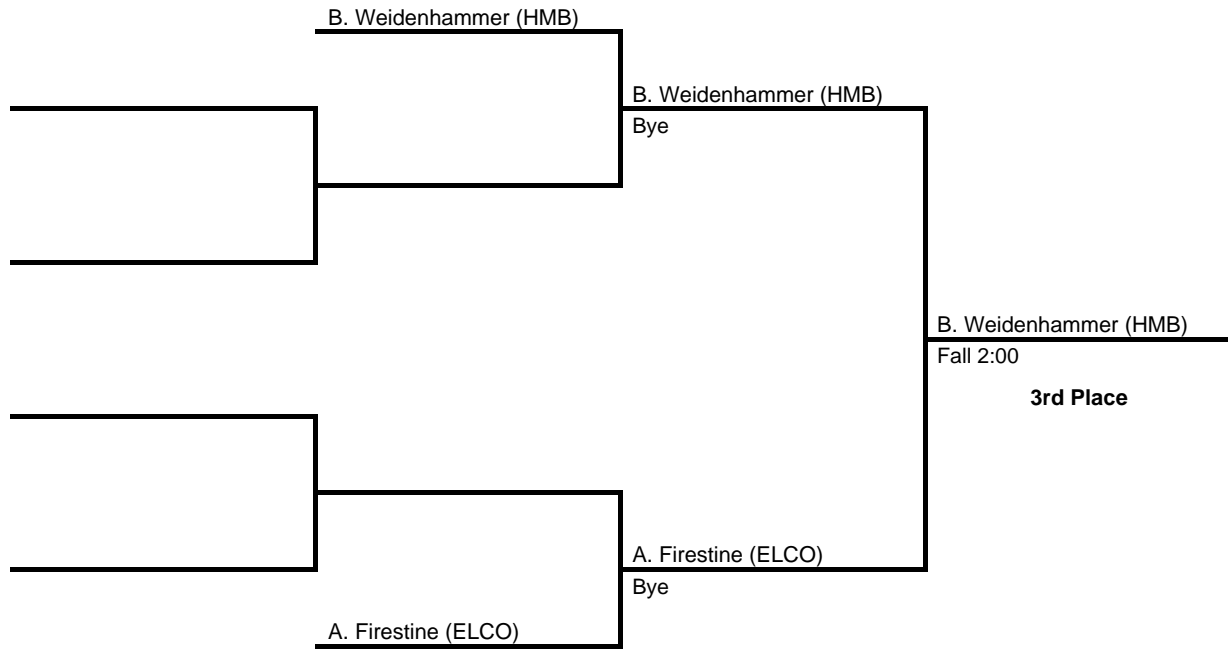 B. Weidenhammer (HMB)
B. Weidenhammer (HMB)
Bye
B. Weidenhammer (HMB)
Fall 2:00
3rd Place
A. Firestine (ELCO)
Bye
A. Firestine (ELCO)